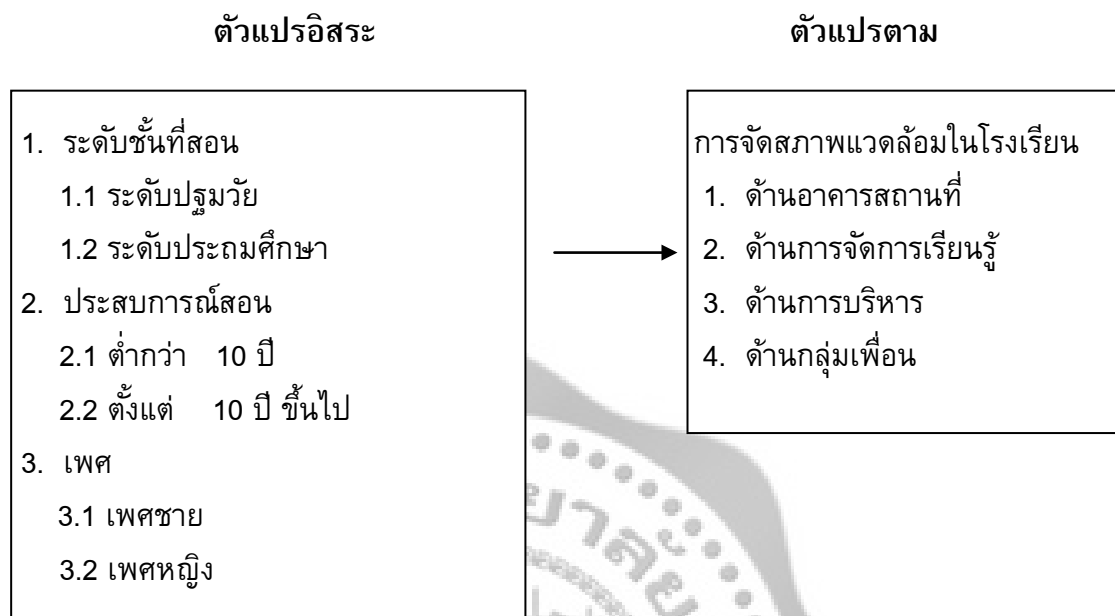 ตัวแปรอิสระ
ตัวแปรตาม
1. ระดับชั้นที่สอน
1.1 ระดับปฐมวัย
1.2 ระดับประถมศึกษา
2. ประสบการณ์สอน
2.1 ต่ำกว่า 10 ปี
2.2 ตั้งแต่ 10 ปี ขึ้นไป
3. เพศ
3.1 เพศชาย
3.2 เพศหญิง
การจัดสภาพแวดล้อมในโรงเรียน
1. ด้านอาคารสถานที่
2. ด้านการจัดการเรียนรู้
3. ด้านการบริหาร
4. ด้านกลุ่มเพื่อน